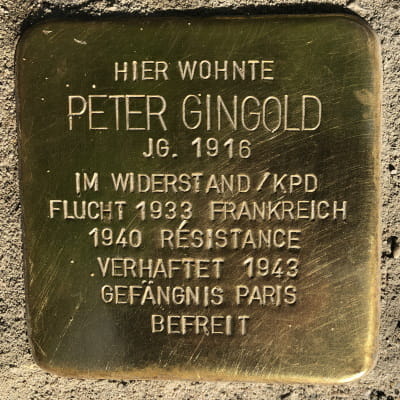 HIER WOHNTE
PETER GINGOLD
JG. 1916
IM WIDERSTAND/KPD
FLUCHT 1933 FRANKREICH
1940 RÉSISTANCE
VERHAFTET 1943
GEFÄNGNIS PARIS
BEFREIT